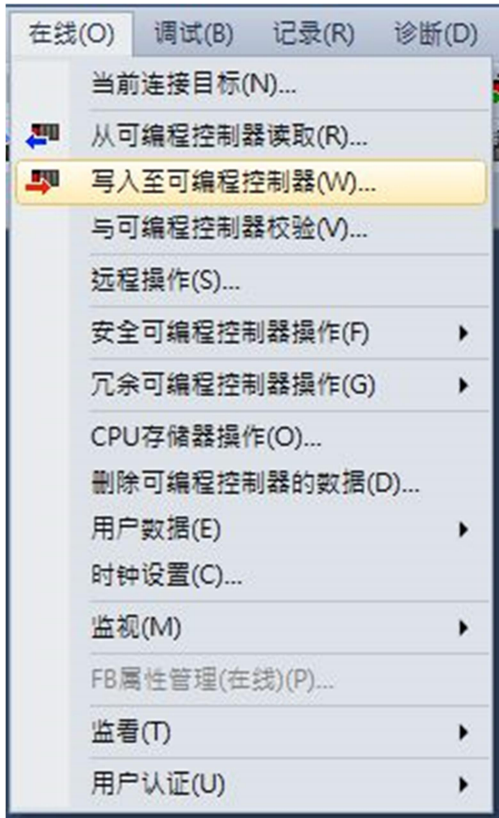 在线(O) 调试(B) 记录(R) 诊断(D)
当前连接目标(N)...
从可编程控制器读取(R)...
写入至可编程控制器(W)...
与可编程控制器校验(V)...
远程操作(S)...
安全可编程控制器操作(F)
冗余可编程控制器操作(G)
CPU存储器操作(O)...
删除可编程控制器的数据(D)...
用户数据(E)
时钟设置(C)...
监视(M)
FB属性管理(在线)(P)...
监看(T)
用户认证(U)